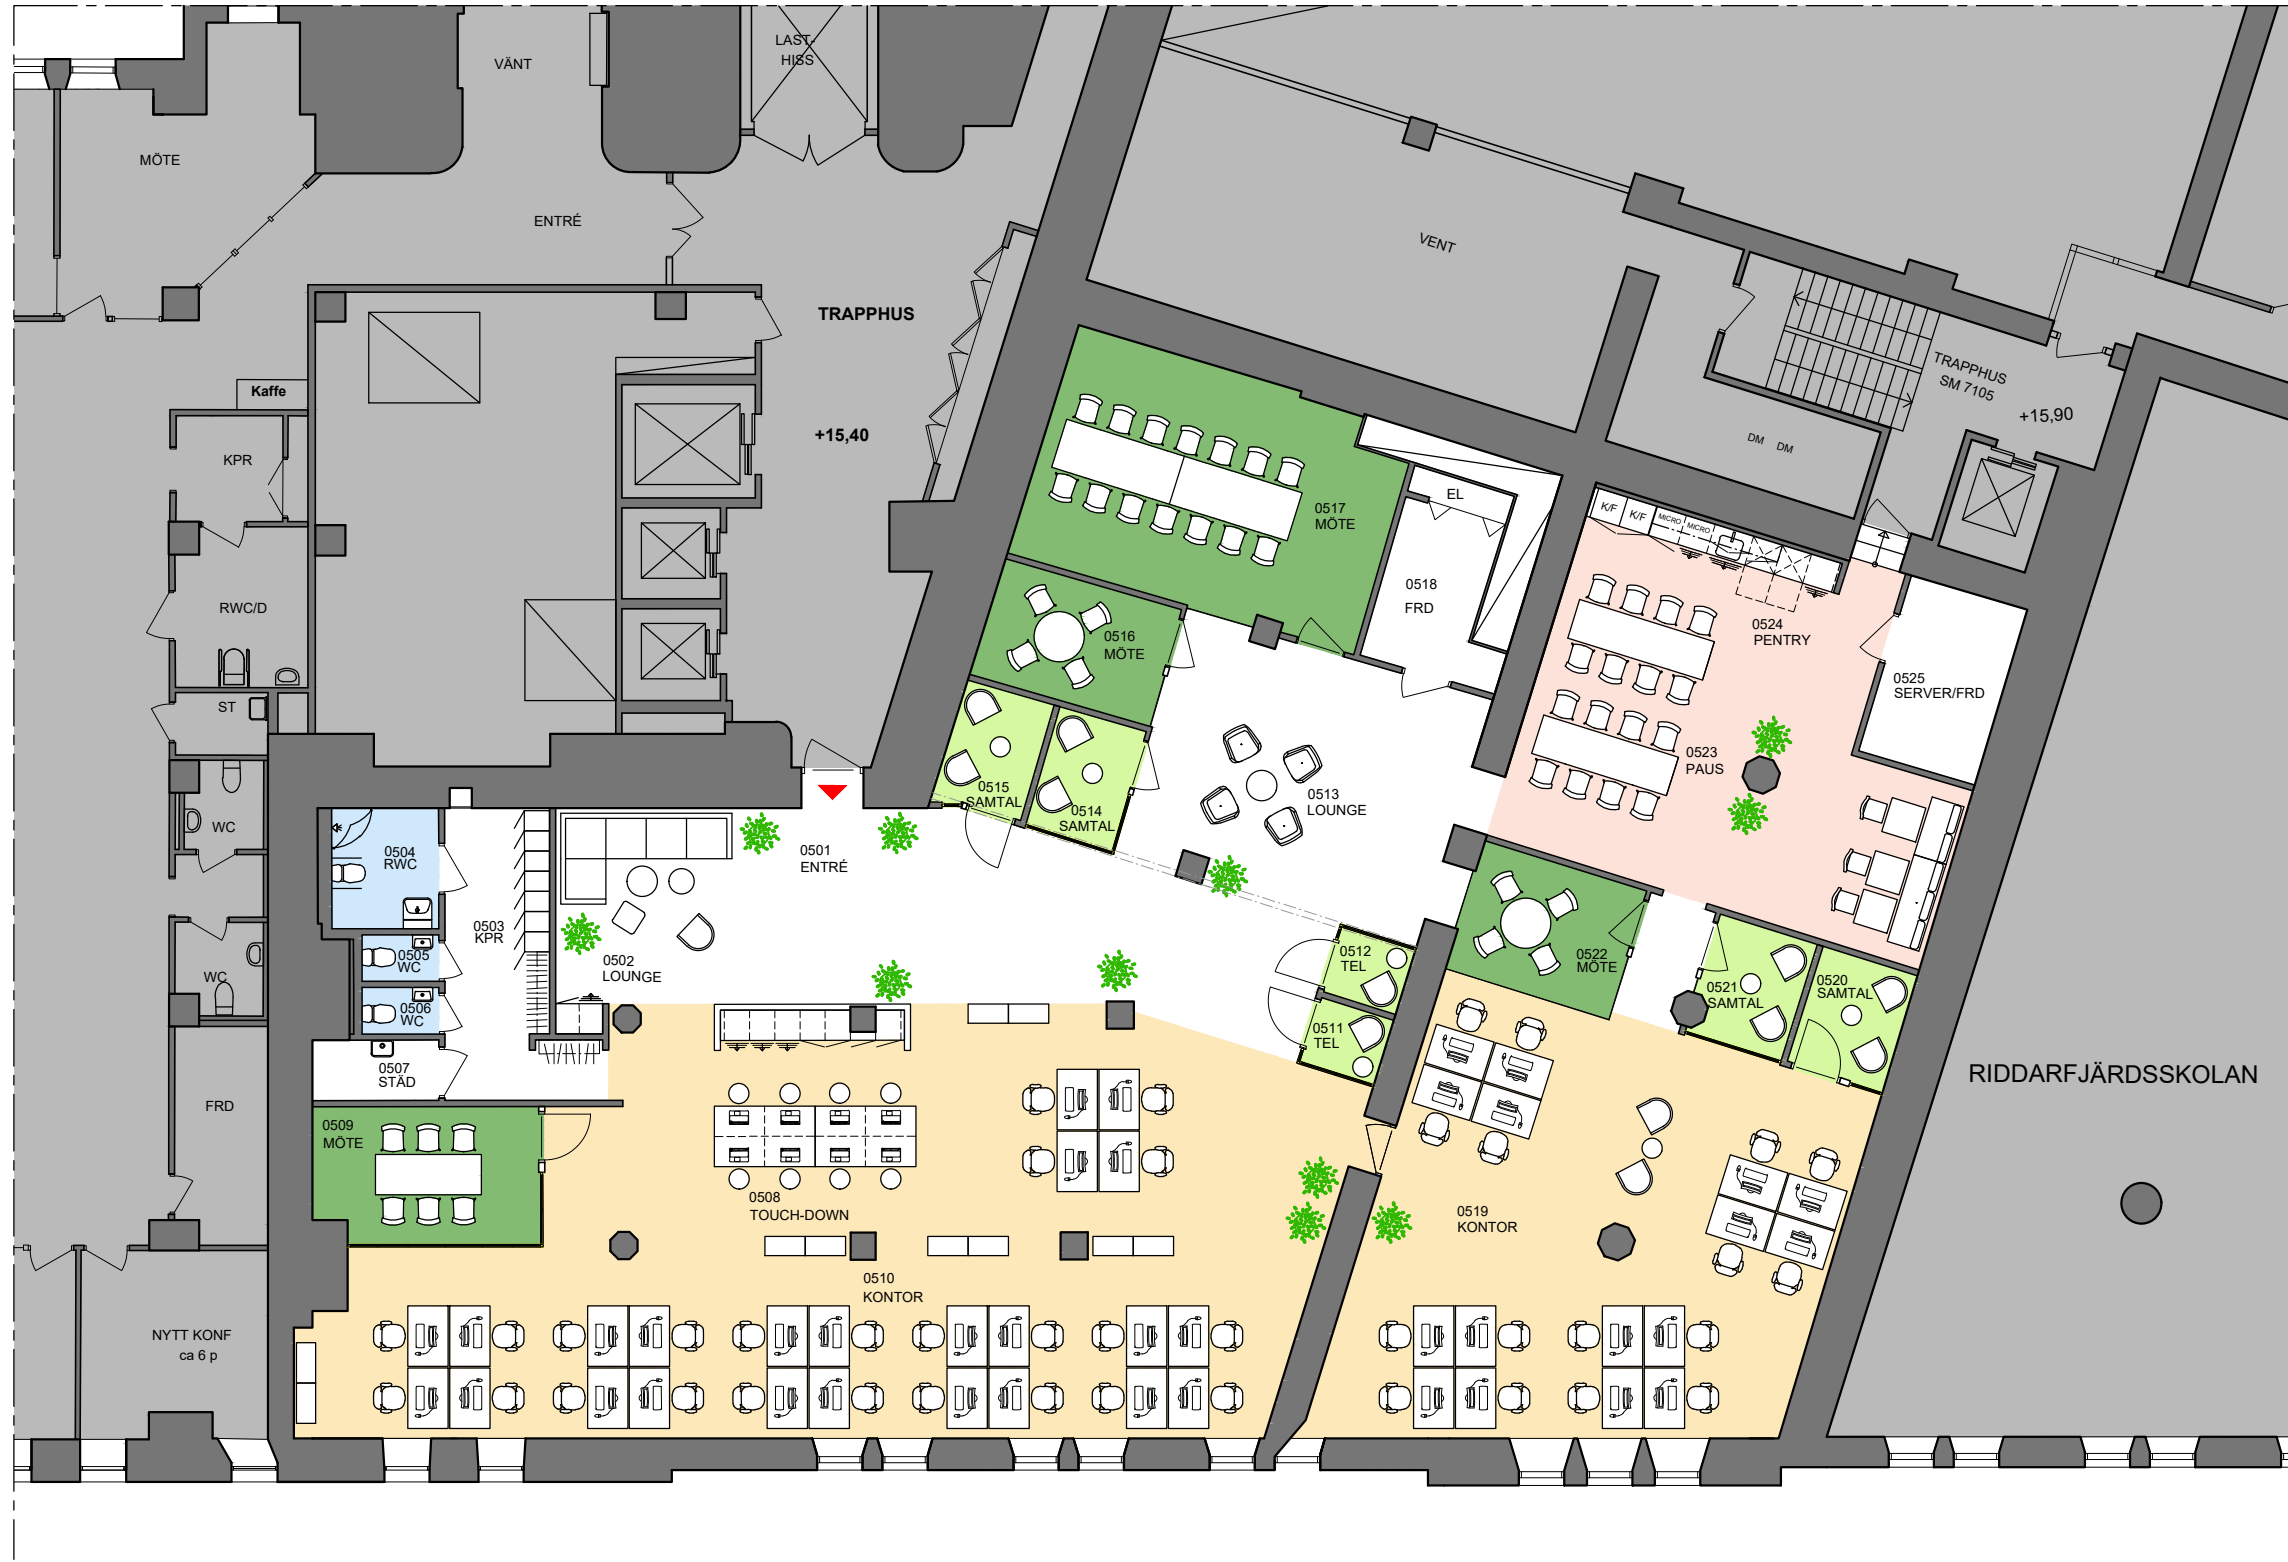 LAST-
HISS
VÄNT
MÖTE
ENTRÉ
VENT
TRAPPHUS
TRAPPHUS
SM 7105
+15,90
Kaffe
+15,40
DM DM
KPR
EL
K/F
K/F
MICRO
MICRO
0517
MÖTE
0518
FRD
RWC/D
0516
MÖTE
0524
PENTRY
0525
SERVER/FRD
ST
0523
PAUS
0515
SAMTAL
0514
SAMTAL
0513
LOUNGE
WC
0504
RWC
0501
ENTRÉ
0503
KPR
0505
WC
0502
LOUNGE
0512
TEL
0522
MÖTE
0521
SAMTAL
0520
SAMTAL
WC
0506
WC
0511
TEL
0507
STÄD
RIDDARFJÄRDSSKOLAN
FRD
0509
MÖTE
0508
TOUCH-DOWN
0519
KONTOR
0510
KONTOR
NYTT KONF
ca 6 p